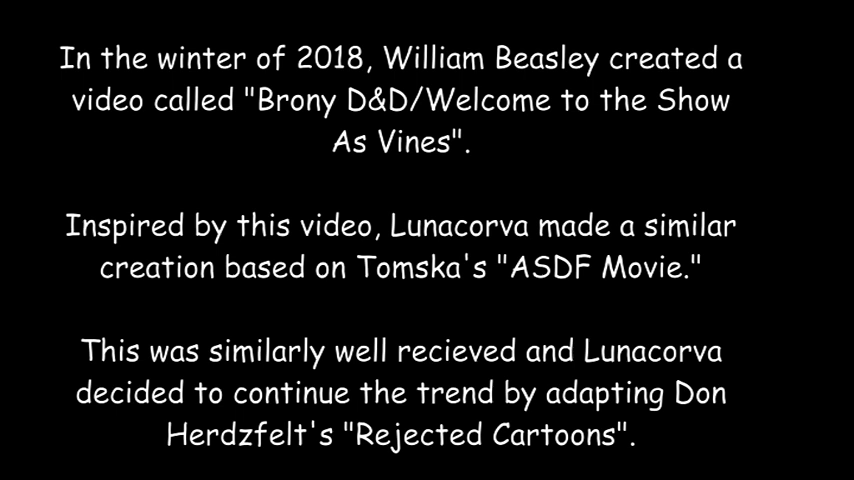 In the winter of 2018, William Beasley created a
video called "Brony D&D/Welcome to the Show
As Vines".
Inspired by this video, Lunacorva made a similar
creation based on Tomska's "ASDF Movie."
This was similarly well recieved and Lunacorva
decided to continue the trend by adapting Don
Herdzfelt's "Rejected Cartoons".